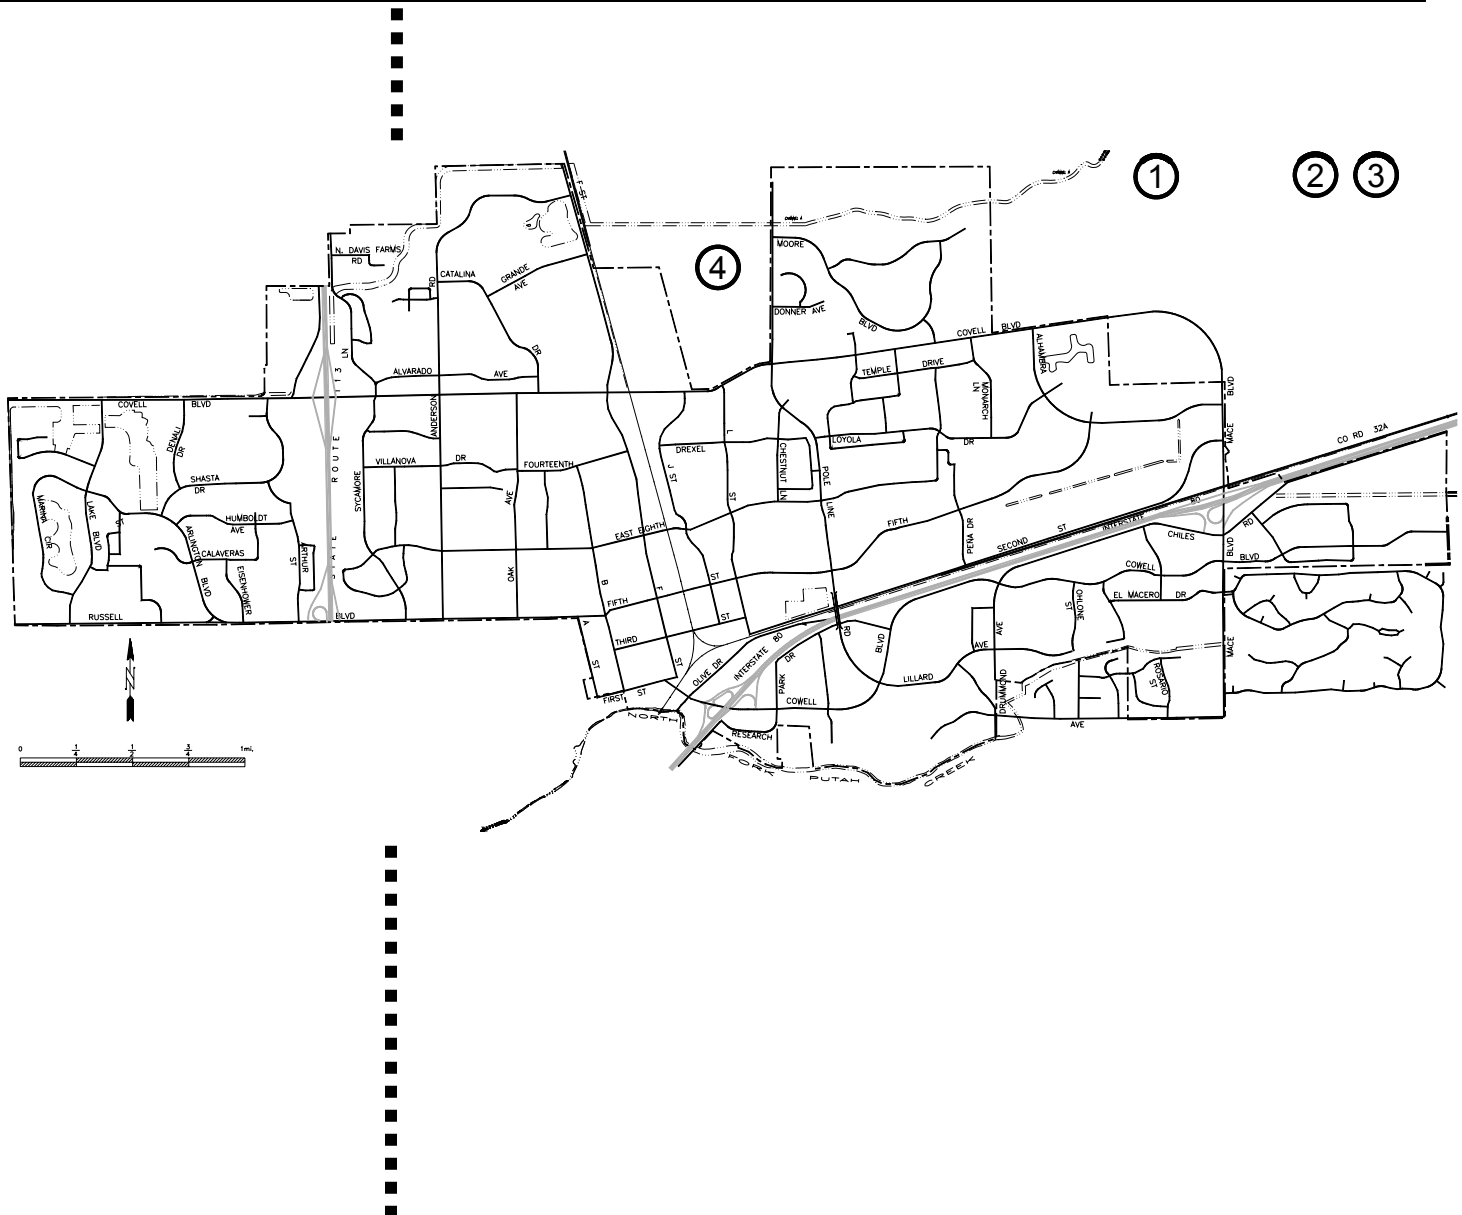 F ST
1
2
3
N. DAVIS FARMS
RD
MOORE
4
CATALINA
RD
GRANDE
AVE
DONNER AVE
BLVD
COVELL BLVD
ALHAMBRA
LN
DR
TEMPLE DRIVE
ALVARADO AVE
113
MONARCH
LN
BLVD
COVELL BLVD
ANDERSON
DENALI
DR
L
LOYOLA DR
MACE
CO RD 32A
DREXEL
CHESTNUT
LN
VILLANOVA DR
FOURTEENTH
J ST
ROUTE
SHASTA
DR
SYCAMORE
AVE
ST
POLE
LINE
MARINA
CIR
LAKE
BLVD
ST
HUMBOLDT
AVE
FIFTH
80
INTERSTATE
ST
RD
EAST EIGHTH
PEÑA DR
SECOND
CHILES
ARLINGTON
BLVD
CALAVERAS
ARTHUR
ST
STATE
BLVD
BLVD
EISENHOWER
OAK
B
F
ST
COWELL
FIFTH
OHLONE
ST
EL MACERO DR
RUSSELL
BLVD
A
ST
ST
THIRD
80
RD
BLVD
AVE
AVE
MACE
INTERSTATE
OLIVE DR
DR
ST
PARK
LILLARD
DRUMMOND
ROSARIO
ST
FIRST ST
COWELL
NORTH
AVE
RESEARCH
0
1/4
1/2
3/4
1mi.
FORK
PUTAH
CREEK